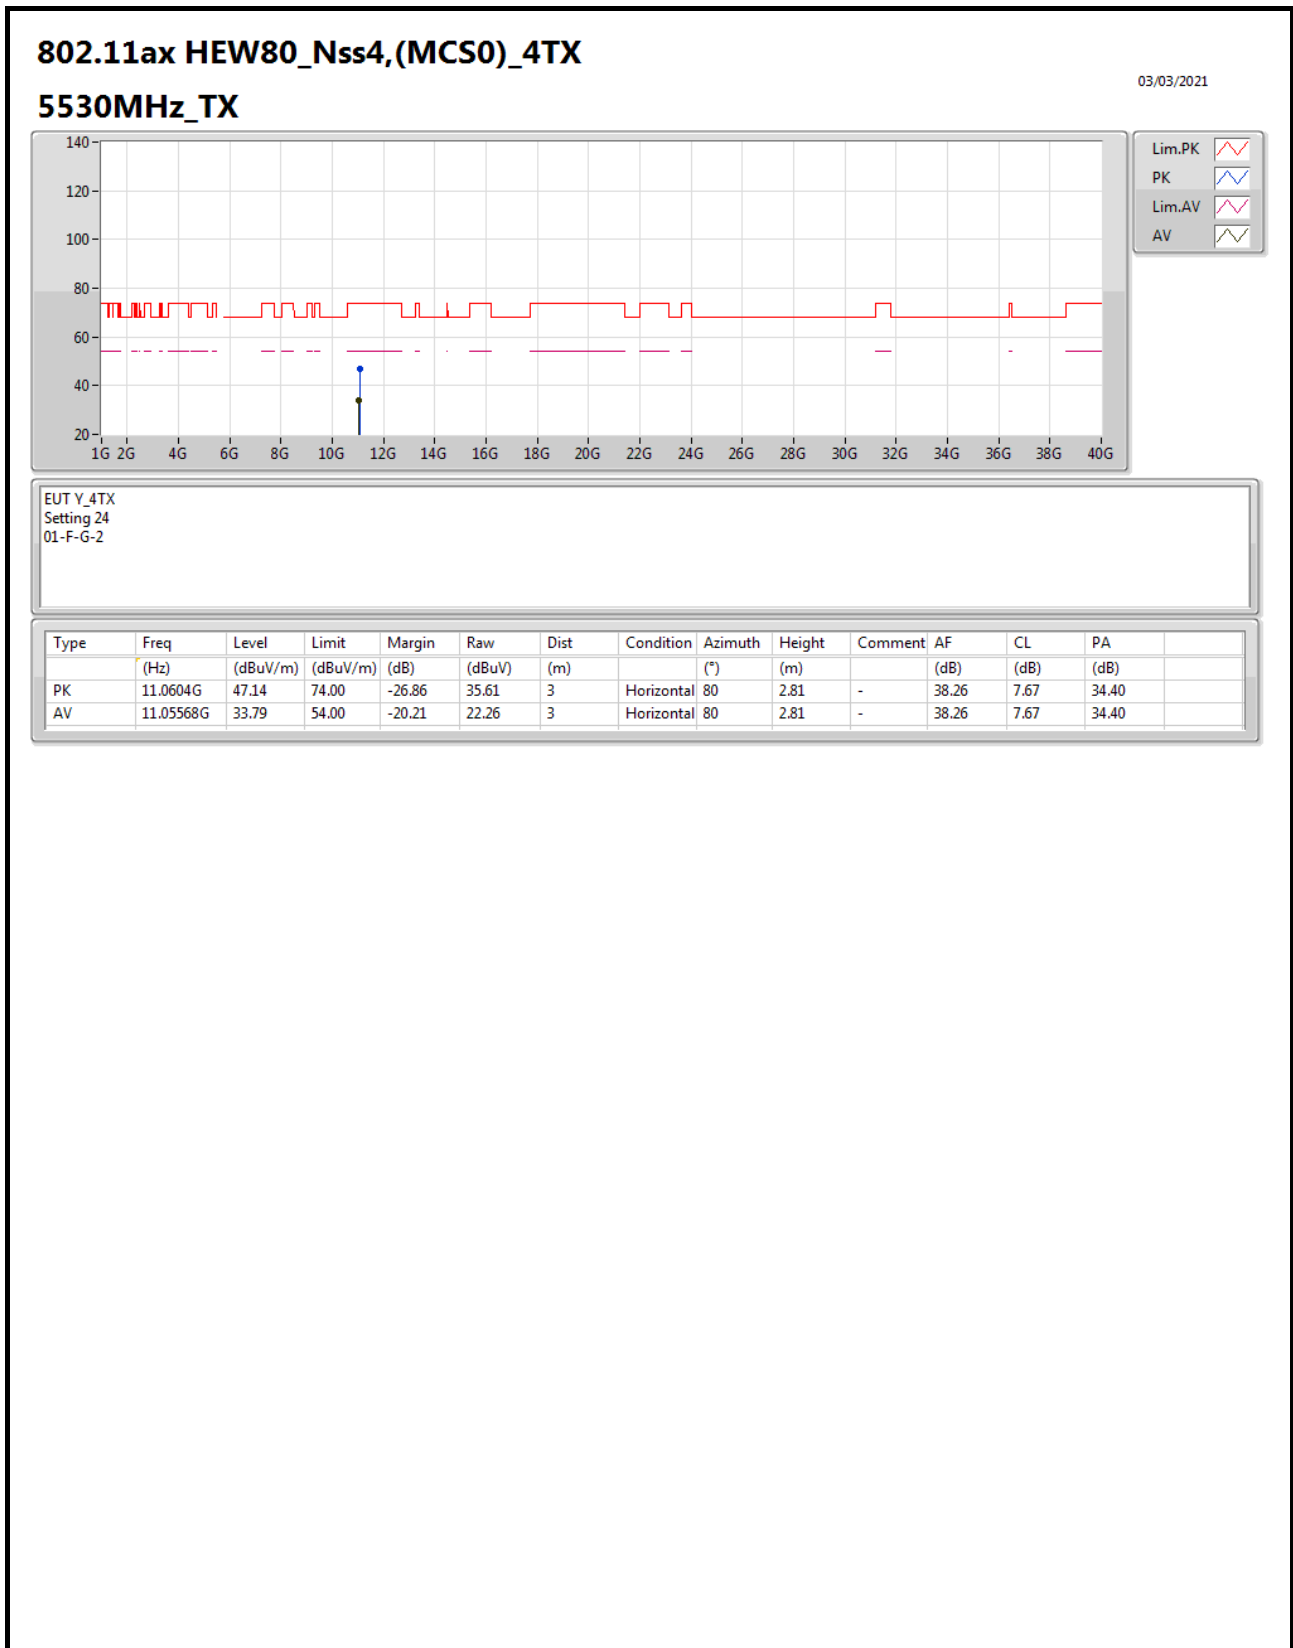 802.11ax HEW80_Nss4,(MCS0)_4TX
03/03/2021
5530MHz_TX
140
120
100
80
60
40
20
1G 2G 4G 6G 8G 10G 12G 14G 16G 18G 20G 22G 24G 26G 28G 30G 32G 34G 36G 38G 40G
Lim.PK
PK
Lim.AV
AV
EUT Y_4TX
Setting 24
01-F-G-2
Type Freq Level Limit Margin Raw Dist Condition Azimuth Height Comment AF CL PA
(Hz) (dBuV/m) (dBuV/m) (dB) (dBuV) (m) (°) (m) (dB) (dB) (dB)
PK 11.0604G 47.14 74.00 -26.86 35.61 3 Horizontal 80 2.81 - 38.26 7.67 34.40
AV 11.05568G 33.79 54.00 -20.21 22.26 3 Horizontal 80 2.81 - 38.26 7.67 34.40